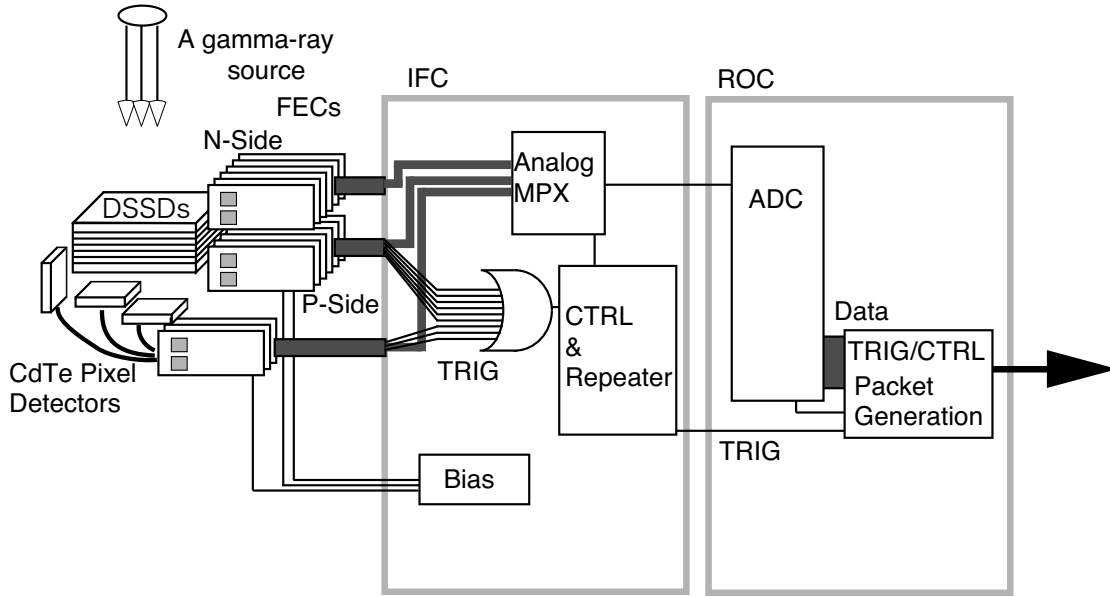 A gamma-ray
source
FECs
N-Side
DSSDs
P-Side
CdTe Pixel
Detectors
IFC
Analog
MPX
TRIG
CTRL
&
Repeater
Bias
ROC
ADC
Data
TRIG/CTRL
Packet
Generation
TRIG